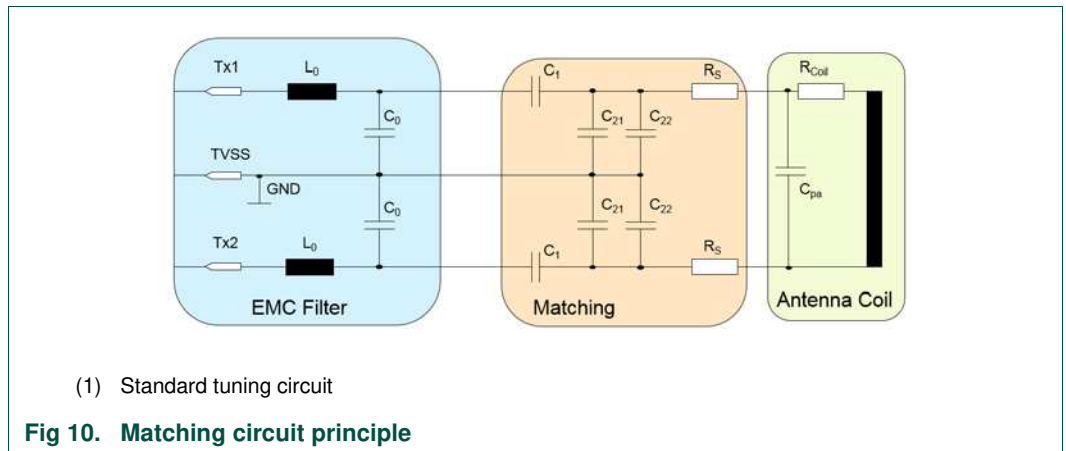 Tx1
L0
C1
RS
RCoil
C0
C21
C22
TVSS
GND
Cpa
C0
C21
C22
Tx2
L0
C1
RS
EMC Filter
Matching
Antenna Coil
(1) Standard tuning circuit
Fig 10. Matching circuit principle